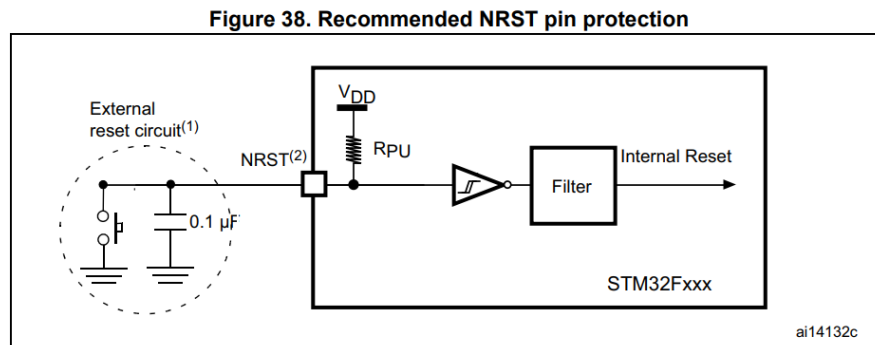 Figure 38. Recommended NRST pin protection
External
reset circuit(1)
NRST(2)
VDD
RPU
0.1 µF
Filter
Internal Reset
STM32Fxxx
ai14132c